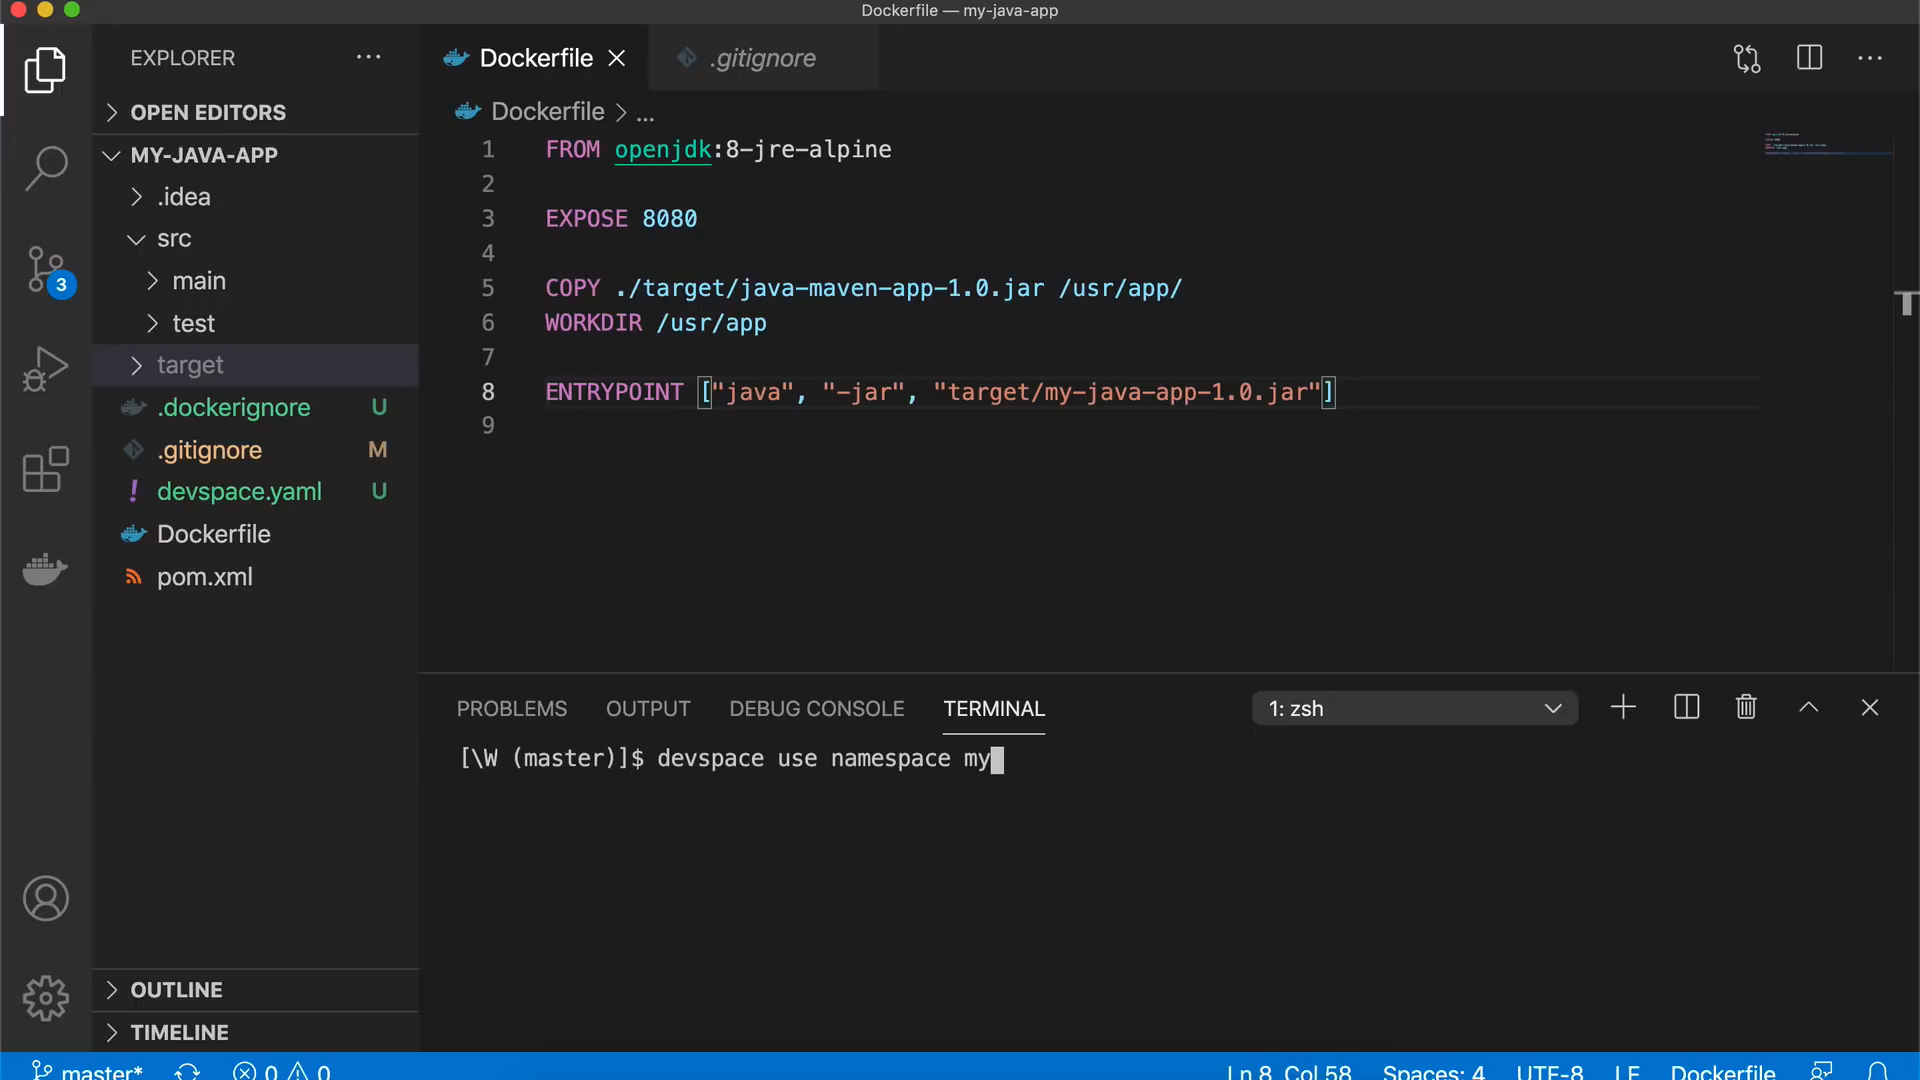 Dockerfile — my-java-app
EXPLORER
OPEN EDITORS
MY-JAVA-APP
.idea
src
main
test
target
.dockerignore U
.gitignore M
devspace.yaml U
Dockerfile
pom.xml
OUTLINE
TIMELINE
3
Dockerfile
.gitignore
Dockerfile > ...
1 FROM openjdk:8-jre-alpine
2
3 EXPOSE 8080
4
5 COPY ./target/java-maven-app-1.0.jar /usr/app/
6 WORKDIR /usr/app
7
8 ENTRYPOINT ["java", "-jar", "target/my-java-app-1.0.jar"]
9
PROBLEMS OUTPUT DEBUG CONSOLE TERMINAL
1: zsh
[\W (master)]$ devspace use namespace my
master* 0 0
Ln 8, Col 58 Spaces: 4 UTF-8 LF Dockerfile